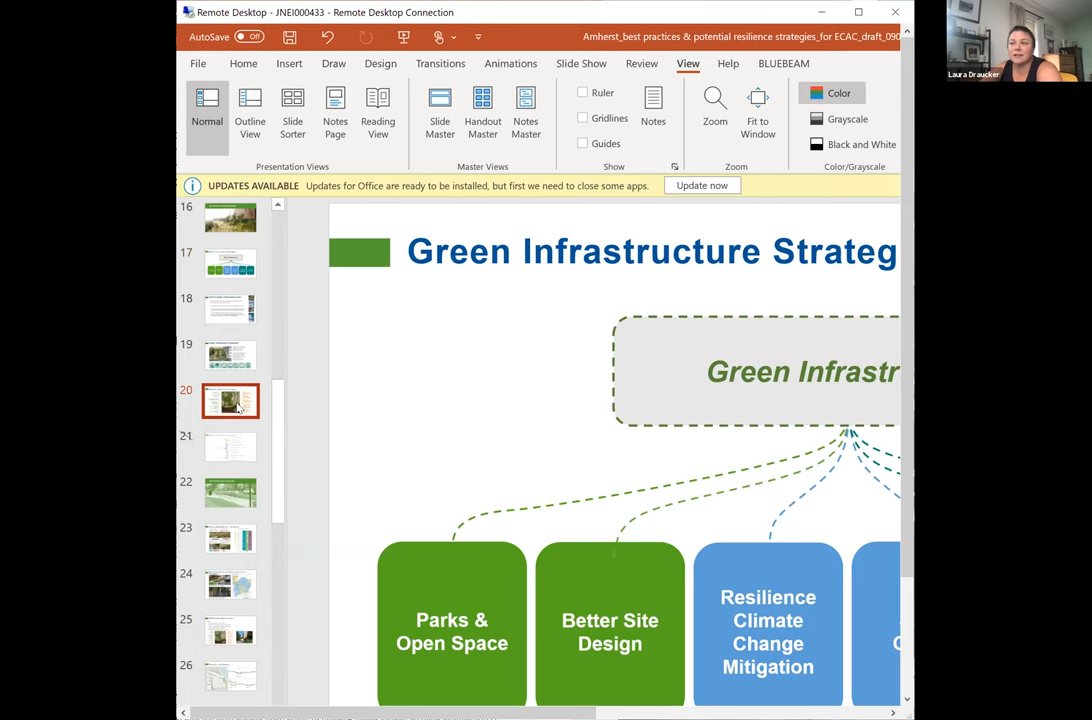 Remote Desktop - JNEI000433 - Remote Desktop Connection
AutoSave Off
Amherst_best practices & potential resilience strategies_for ECAC_draft_090
File Home Insert Draw Design Transitions Animations Slide Show Review View Help BLUEBEAM
Normal
Outline View
Slide Sorter
Notes Page
Reading View
Slide Master
Handout Master
Notes Master
Ruler
Gridlines
Guides
Notes
Zoom
Fit to Window
Color
Grayscale
Black and White
Presentation Views
Master Views
Show
Zoom
Color/Grayscale
UPDATES AVAILABLE Updates for Office are ready to be installed, but first we need to close some apps. Update now
16
17
18
19
20
21
22
23
24
25
26
Green Infrastructure Strateg
Green Infrastr
Parks &
Open Space
Better Site
Design
Resilience
Climate
Change
Mitigation
Laura Draucker